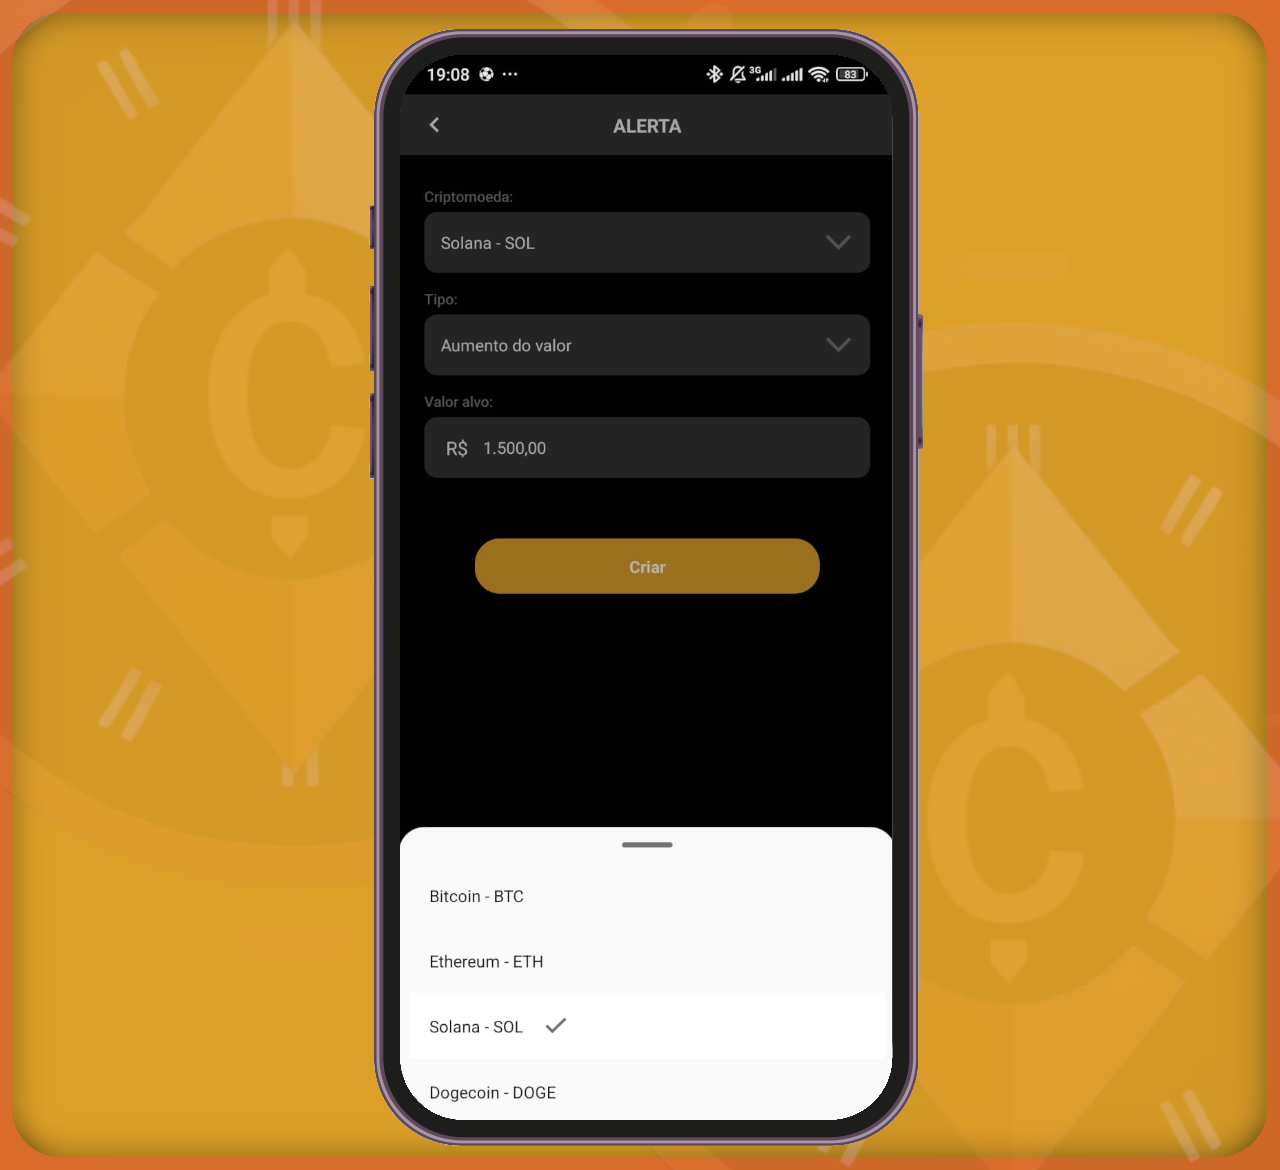 19:08
3G
83
ALERTA
Criptomoeda:
Solana - SOL
Tipo:
Aumento do valor
Valor alvo:
R$ 1.500,00
Criar
Bitcoin - BTC
Ethereum - ETH
Solana - SOL
Dogecoin - DOGE